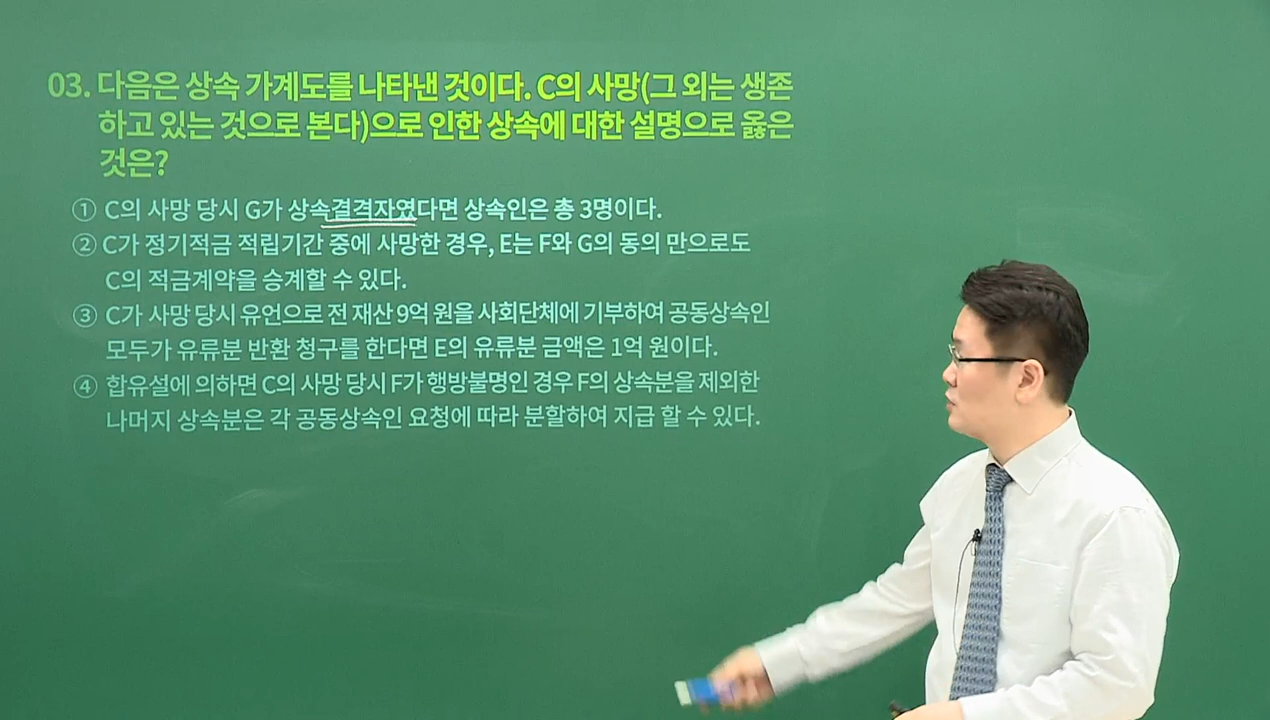 03. 다음은 상속 가계도를 나타낸 것이다. C의 사망(그 외는 생존
하고 있는 것으로 본다)으로 인한 상속에 대한 설명으로 옳은
것은?
① C의 사망 당시 G가 상속결격자였다면 상속인은 총 3명이다.
② C가 정기적금 적립기간 중에 사망한 경우, E는 F와 G의 동의 만으로도
C의 적금계약을 승계할 수 있다.
③ C가 사망 당시 유언으로 전 재산 9억 원을 사회단체에 기부하여 공동상속인
모두가 유류분 반환 청구를 한다면 E의 유류분 금액은 1억 원이다.
④ 합유설에 의하면 C의 사망 당시 F가 행방불명인 경우 F의 상속분을 제외한
나머지 상속분은 각 공동상속인 요청에 따라 분할하여 지급 할 수 있다.